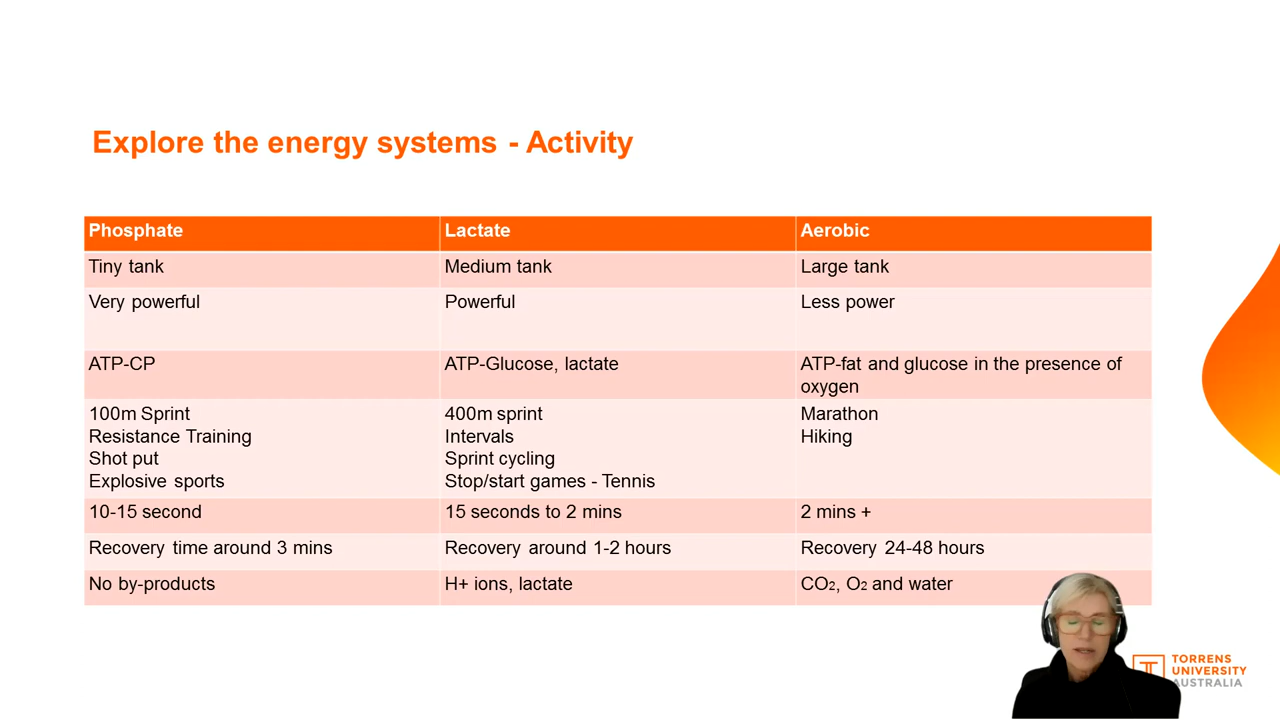 Explore the energy systems - Activity
Phosphate
Lactate
Aerobic
Tiny tank
Medium tank
Large tank
Very powerful
Powerful
Less power
ATP-CP
ATP-Glucose, lactate
ATP-fat and glucose in the presence of
oxygen
100m Sprint
Resistance Training
Shot put
Explosive sports
400m sprint
Intervals
Sprint cycling
Stop/start games - Tennis
Marathon
Hiking
10-15 second
15 seconds to 2 mins
2 mins +
Recovery time around 3 mins
Recovery around 1-2 hours
Recovery 24-48 hours
No by-products
H+ ions, lactate
CO₂, O₂ and water
TORRENS
UNIVERSITY
AUSTRALIA